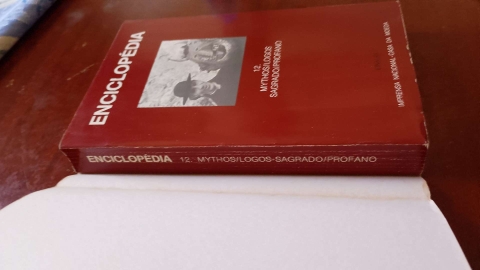 ENCICLOPÉDIA
12.
MYTHOS/LOGOS
SAGRADO/PROFANO
IMPRENSA NACIONAL-CASA DA MOEDA
ENCICLOPÉDIA 12. MYTHOS/LOGOS-SAGRADO/PROFANO